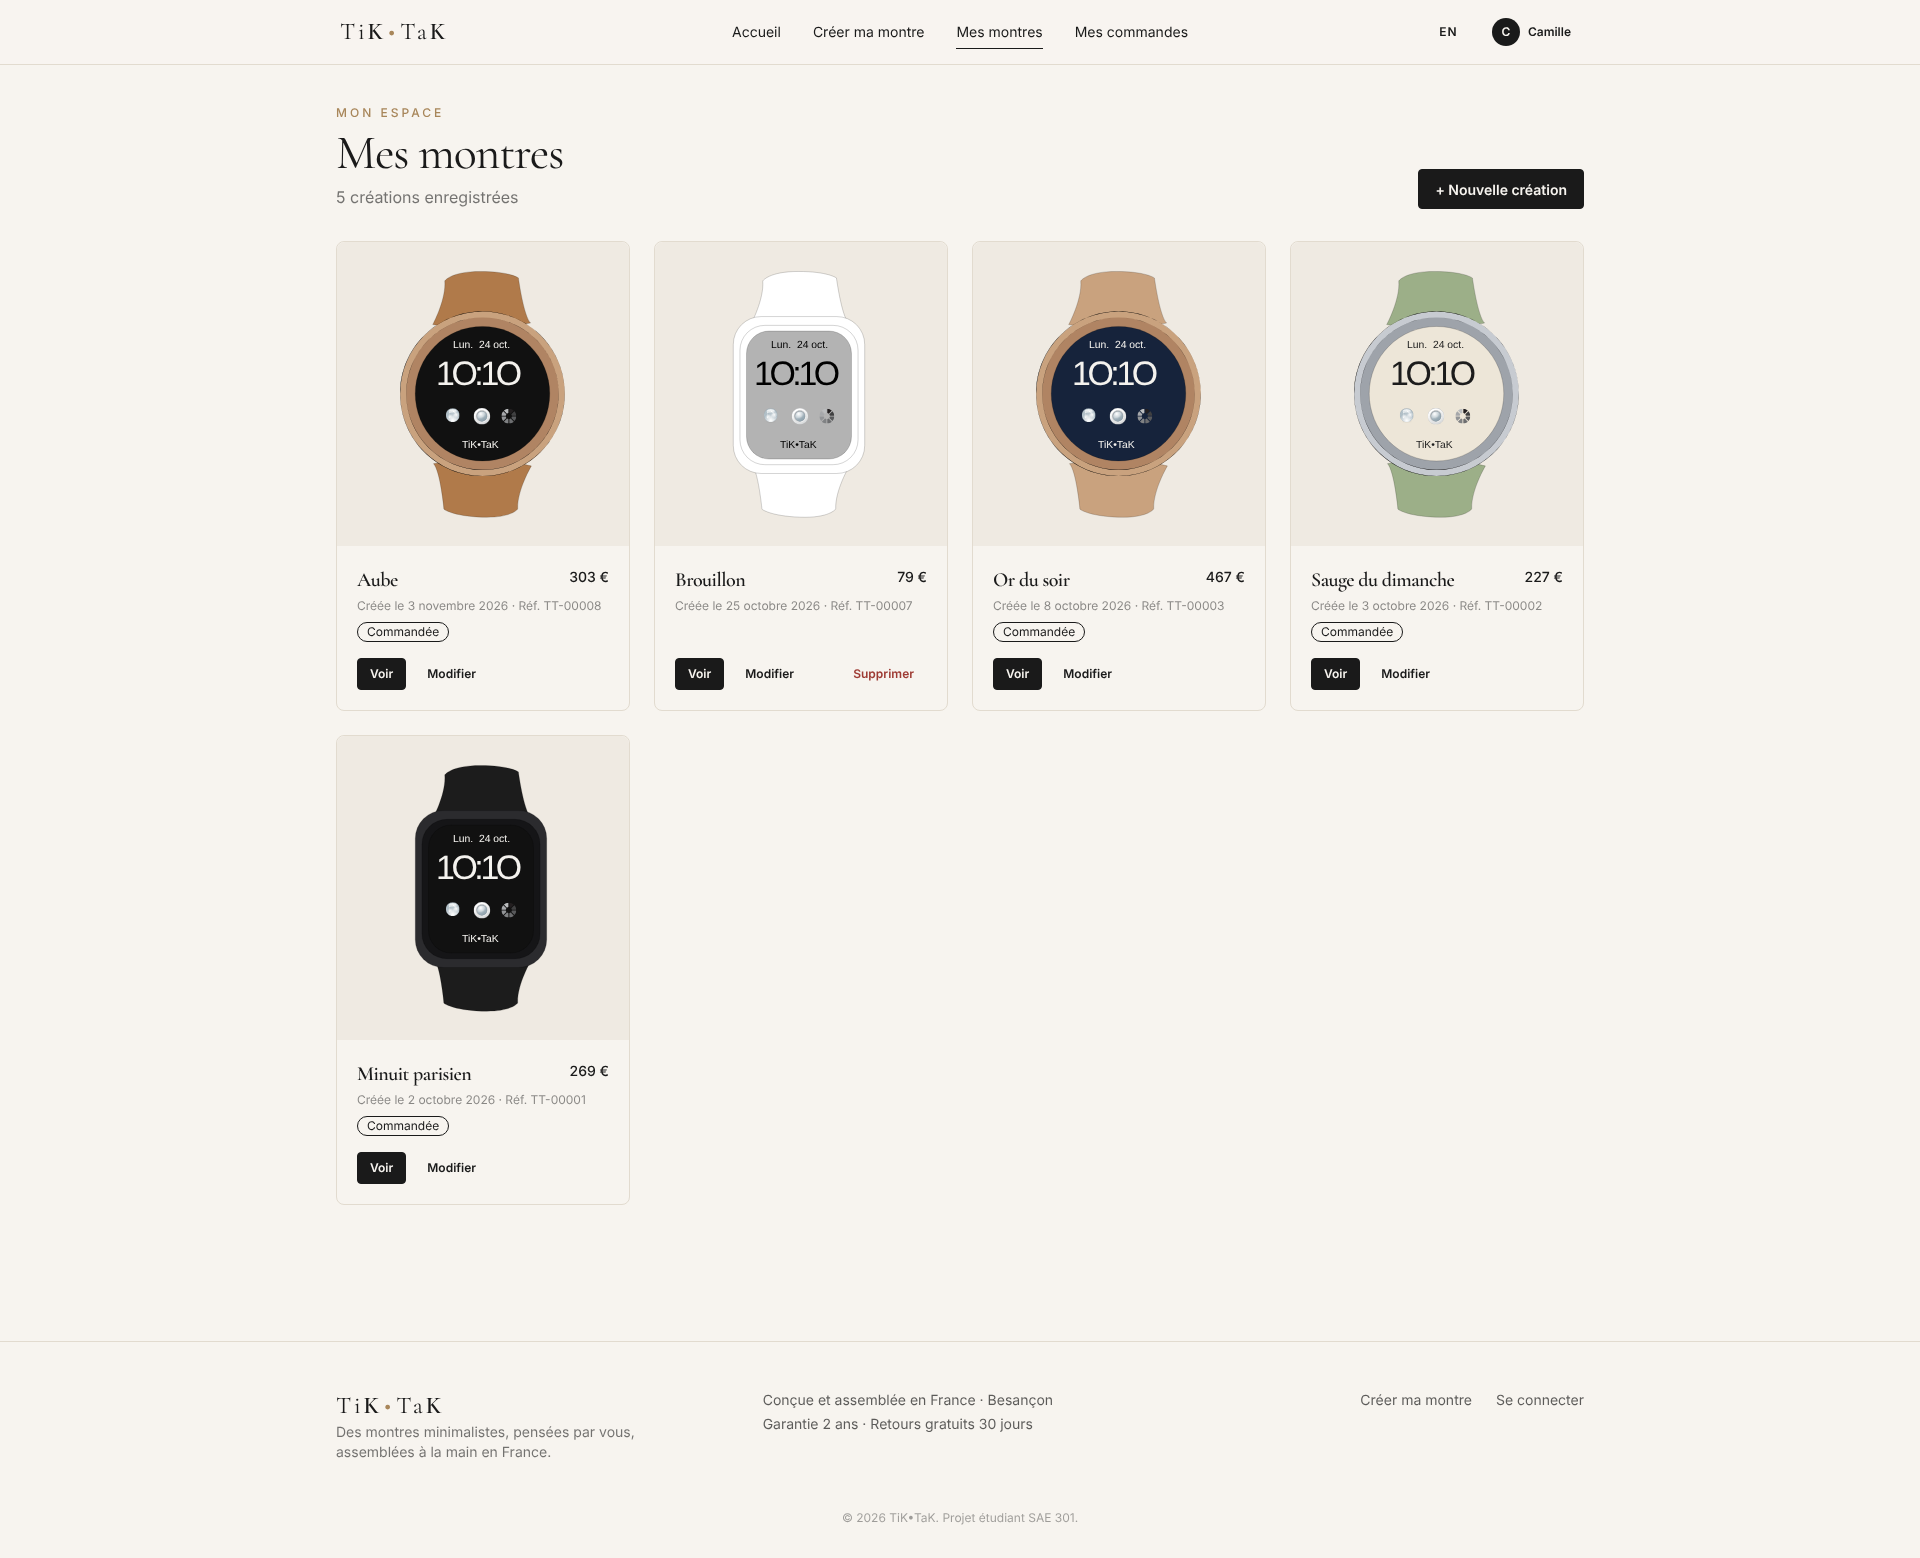 TiK•TaK
Accueil Créer ma montre Mes montres Mes commandes
EN C Camille
MON ESPACE
Mes montres
5 créations enregistrées
+ Nouvelle création
Lun. 24 oct.
10:10
TiK•TaK
Aube 303 €
Créée le 3 novembre 2026 · Réf. TT-00008
Commandée
Voir Modifier
Lun. 24 oct.
10:10
TiK•TaK
Brouillon 79 €
Créée le 25 octobre 2026 · Réf. TT-00007
Voir Modifier Supprimer
Lun. 24 oct.
10:10
TiK•TaK
Or du soir 467 €
Créée le 8 octobre 2026 · Réf. TT-00003
Commandée
Voir Modifier
Lun. 24 oct.
10:10
TiK•TaK
Sauge du dimanche 227 €
Créée le 3 octobre 2026 · Réf. TT-00002
Commandée
Voir Modifier
Lun. 24 oct.
10:10
TiK•TaK
Minuit parisien 269 €
Créée le 2 octobre 2026 · Réf. TT-00001
Commandée
Voir Modifier
TiK•TaK
Des montres minimalistes, pensées par vous,
assemblées à la main en France.
Conçue et assemblée en France · Besançon
Garantie 2 ans · Retours gratuits 30 jours
Créer ma montre Se connecter
© 2026 TiK•TaK. Projet étudiant SAE 301.